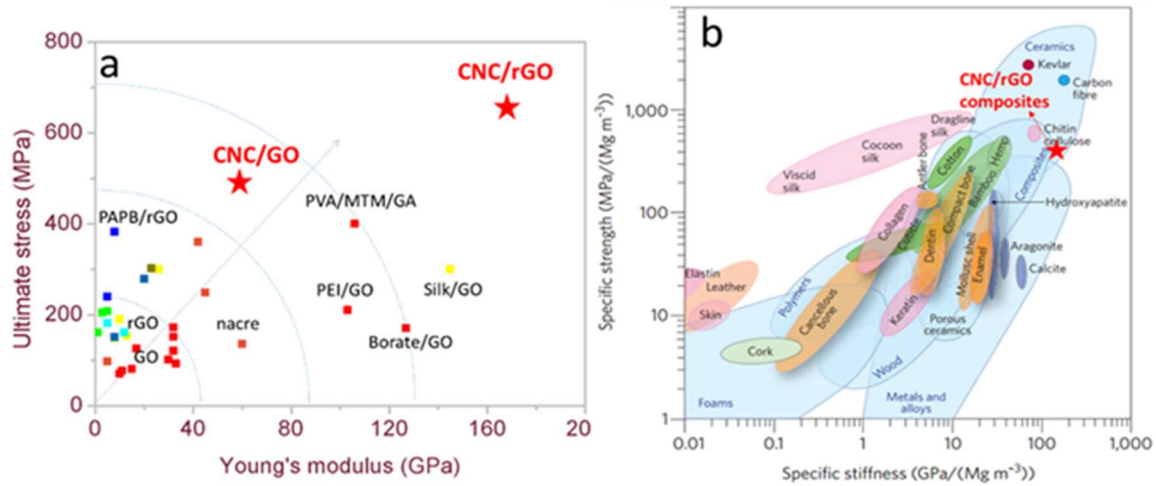 a
800
600
400
200
0
Ultimate stress (MPa)
CNC/rGO
CNC/GO
PVA/MTM/GA
PAPB/rGO
PEI/GO
Silk/GO
rGO
nacre
Borate/GO
GO
0
40
80
120
160
20
Young's modulus (GPa)
b
1,000
100
10
1
Specific strength (MPa/(Mg m⁻³))
Ceramics
Kevlar
CNC/rGO
composites
Carbon
fibre
Dragline
silk
Chitin
cellulose
Cocoon
silk
Viscid
silk
Antler bone
Cotton
Hemp
Bamboo
Compact bone
Composites
Hydroxyapatite
Collagen
Cuticle
Dentin
Mollusc shell
Enamel
Aragonite
Calcite
Elastin
Leather
Skin
Polymers
Cancellous
bone
Keratin
Porous
ceramics
Cork
Wood
Foams
Metals and
alloys
0.01
0.1
1
10
100
1,000
Specific stiffness (GPa/(Mg m⁻³))